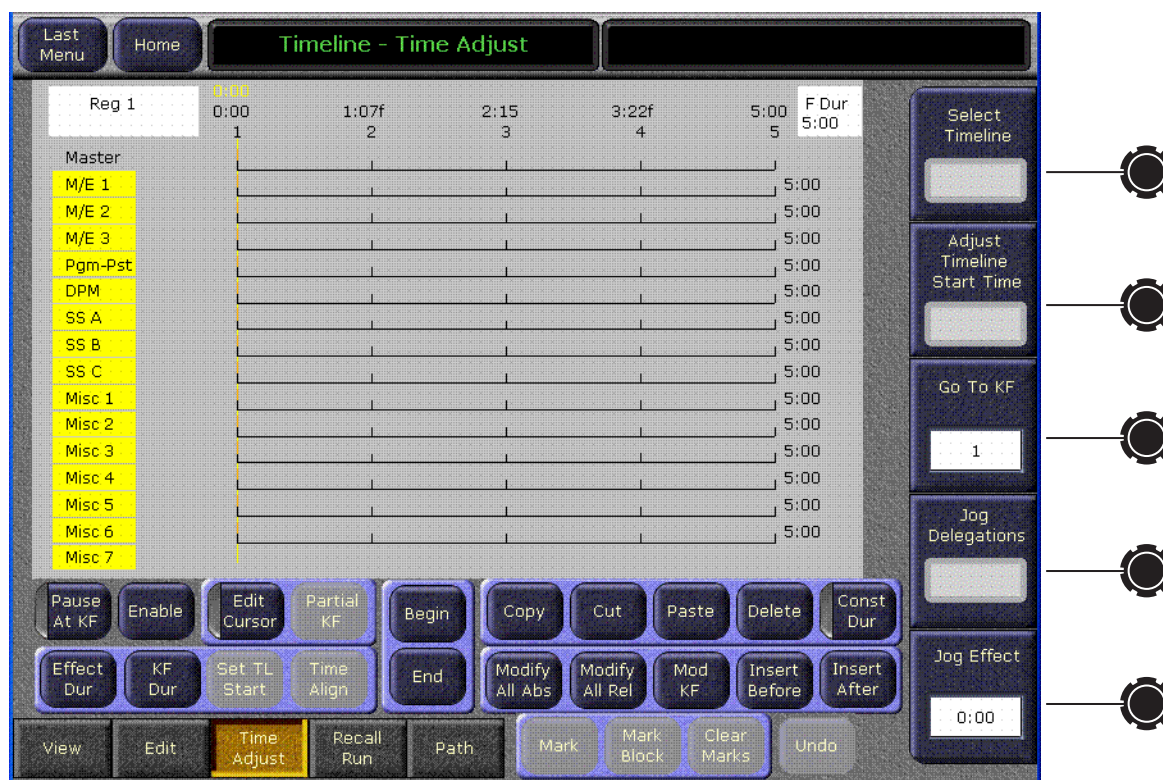 Last Menu
Home
Timeline - Time Adjust
Reg 1
0:00
0:00 1:07f 2:15 3:22f 5:00
1 2 3 4 5
F Dur
5:00
Master
M/E 1 5:00
M/E 2 5:00
M/E 3 5:00
Pgm-Pst 5:00
DPM 5:00
SS A 5:00
SS B 5:00
SS C 5:00
Misc 1 5:00
Misc 2 5:00
Misc 3 5:00
Misc 4 5:00
Misc 5 5:00
Misc 6 5:00
Misc 7
Select
Timeline
Adjust
Timeline
Start Time
Go To KF
1
Jog
Delegations
Jog Effect
0:00
Pause
At KF
Enable
Edit
Cursor
Partial
KF
Begin
Copy
Cut
Paste
Delete
Const
Dur
Effect
Dur
KF
Dur
Set TL
Start
Time
Align
End
Modify
All Abs
Modify
All Rel
Mod
KF
Insert
Before
Insert
After
View
Edit
Time
Adjust
Recall
Run
Path
Mark
Mark
Block
Clear
Marks
Undo